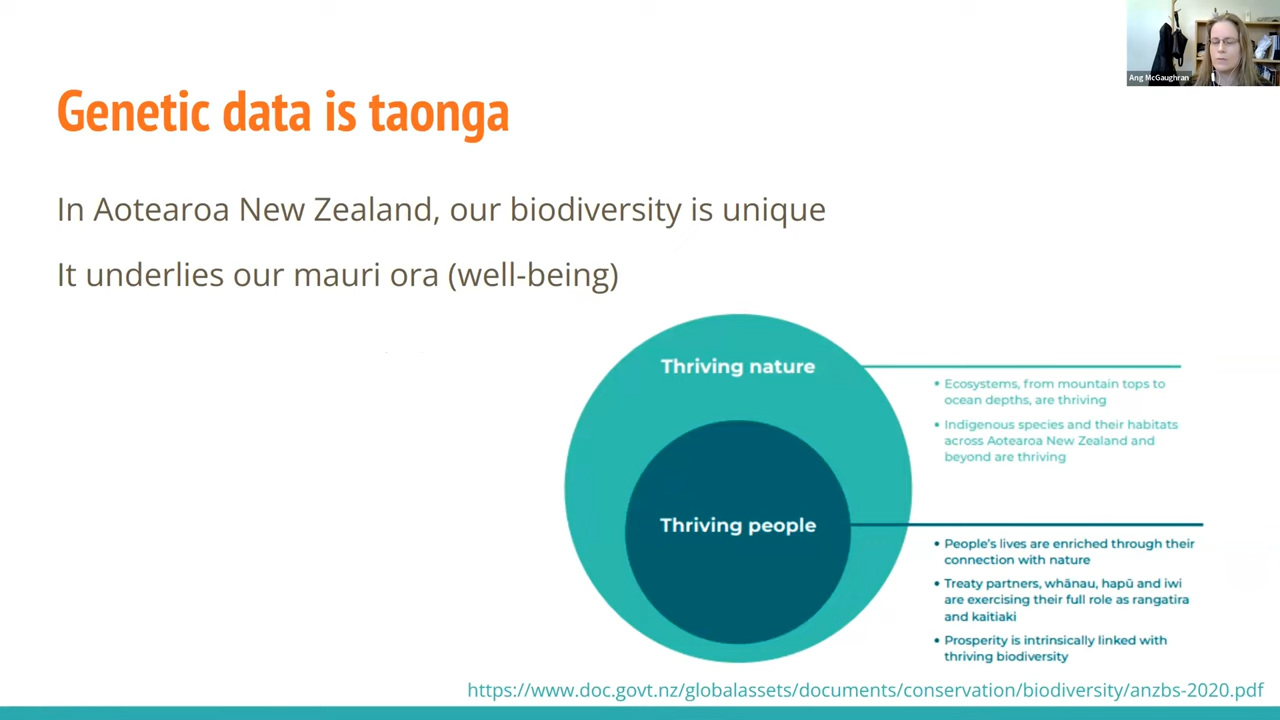 Ang McGaughran
Genetic data is taonga
In Aotearoa New Zealand, our biodiversity is unique
It underlies our mauri ora (well-being)
Thriving nature
• Ecosystems, from mountain tops to
ocean depths, are thriving
• Indigenous species and their habitats
across Aotearoa New Zealand and
beyond are thriving
Thriving people
• People's lives are enriched through their
connection with nature
• Treaty partners, whānau, hapū and iwi
are exercising their full role as rangatira
and kaitiaki
• Prosperity is intrinsically linked with
thriving biodiversity
https://www.doc.govt.nz/globalassets/documents/conservation/biodiversity/anzbs-2020.pdf